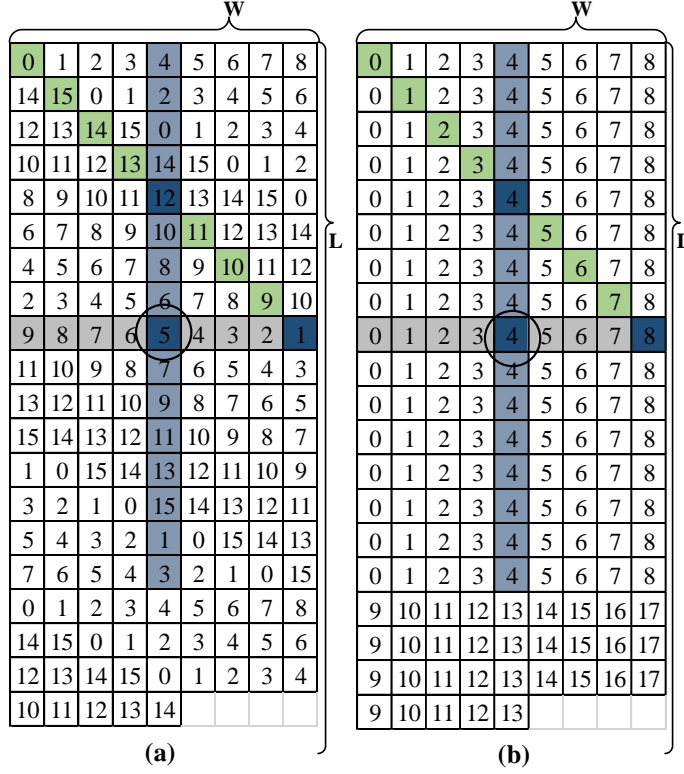 W W
0 1 2 3 4 5 6 7 8 0 1 2 3 4 5 6 7 8
14 15 0 1 2 3 4 5 6 0 1 2 3 4 5 6 7 8
12 13 14 15 0 1 2 3 4 0 1 2 3 4 5 6 7 8
10 11 12 13 14 15 0 1 2 0 1 2 3 4 5 6 7 8
8 9 10 11 12 13 14 15 0 0 1 2 3 4 5 6 7 8
6 7 8 9 10 11 12 13 14 0 1 2 3 4 5 6 7 8
L L
4 5 6 7 8 9 10 11 12 0 1 2 3 4 5 6 7 8
2 3 4 5 6 7 8 9 10 0 1 2 3 4 5 6 7 8
9 8 7 6 5 4 3 2 1 0 1 2 3 4 5 6 7 8
11 10 9 8 7 6 5 4 3 0 1 2 3 4 5 6 7 8
13 12 11 10 9 8 7 6 5 0 1 2 3 4 5 6 7 8
15 14 13 12 11 10 9 8 7 0 1 2 3 4 5 6 7 8
1 0 15 14 13 12 11 10 9 0 1 2 3 4 5 6 7 8
3 2 1 0 15 14 13 12 11 0 1 2 3 4 5 6 7 8
5 4 3 2 1 0 15 14 13 0 1 2 3 4 5 6 7 8
7 6 5 4 3 2 1 0 15 0 1 2 3 4 5 6 7 8
0 1 2 3 4 5 6 7 8 9 10 11 12 13 14 15 16 17
14 15 0 1 2 3 4 5 6 9 10 11 12 13 14 15 16 17
12 13 14 15 0 1 2 3 4 9 10 11 12 13 14 15 16 17
10 11 12 13 14 9 10 11 12 13
(a) (b)